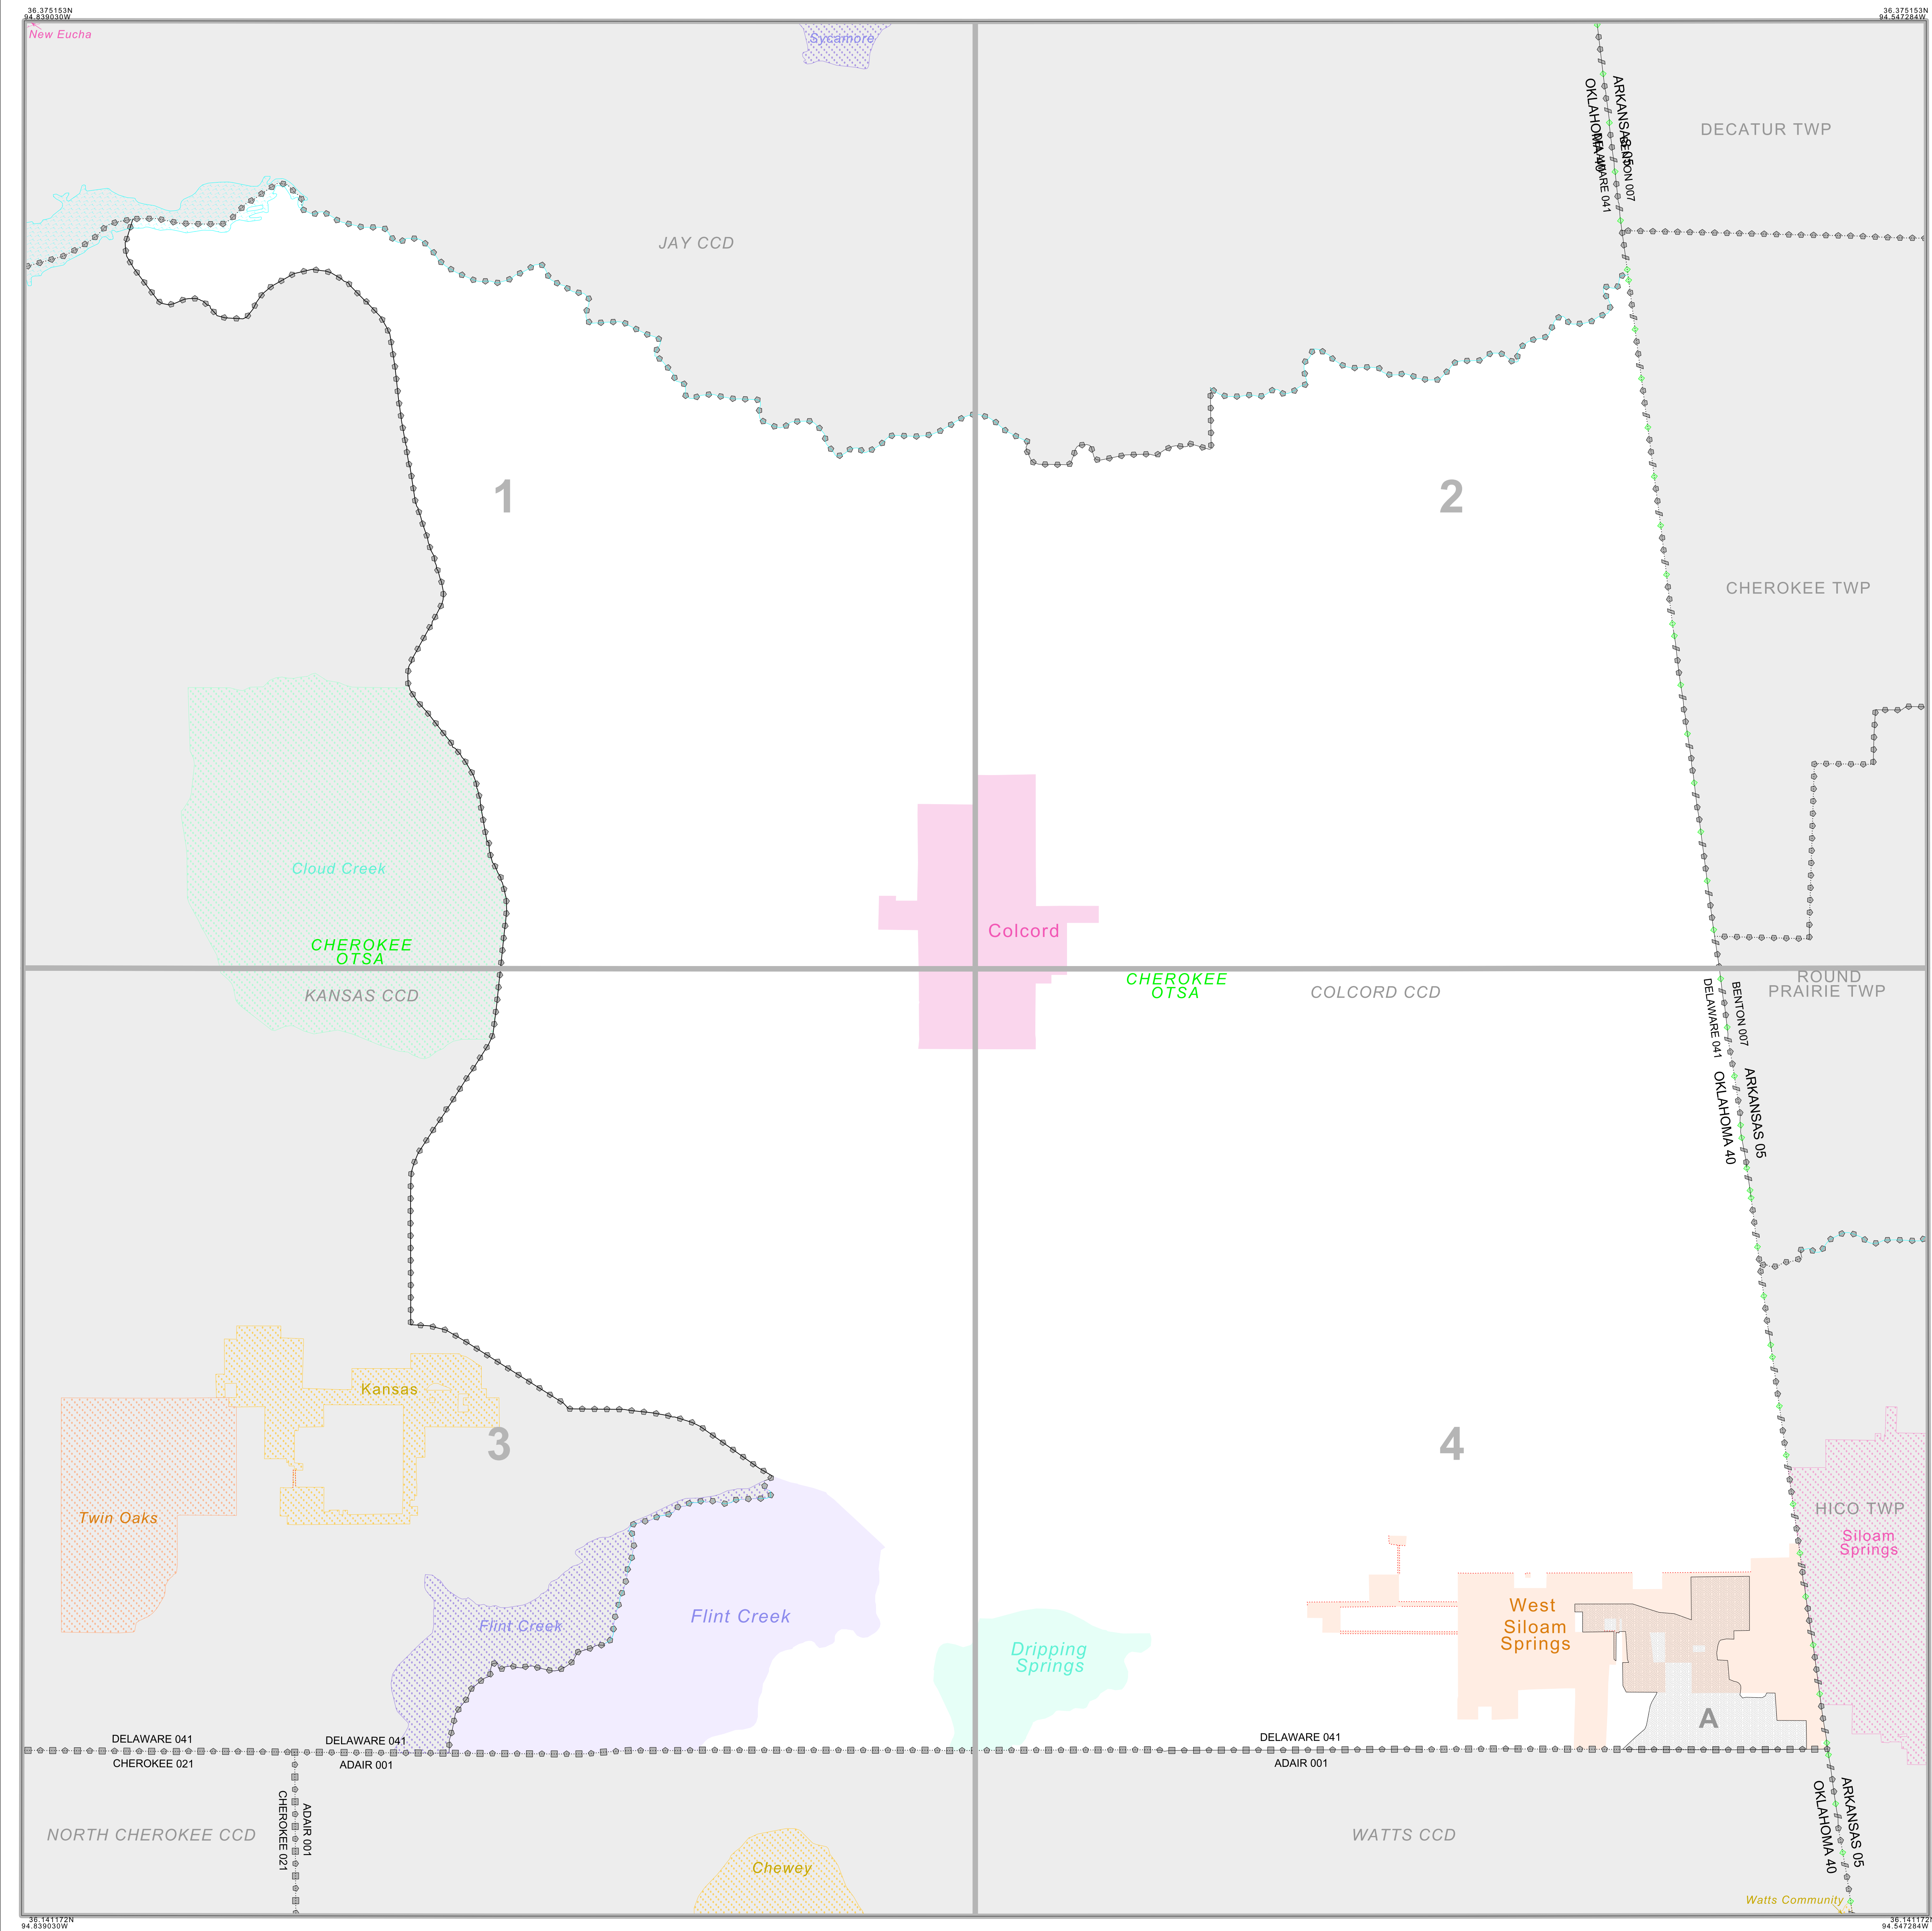 36.375153N
94.839030W
36.375153N
94.547284W
New Eucha
Sycamore
DECATUR TWP
ARKANSAS 05
OKLAHOMA 40
BENTON 007
DELAWARE 041
JAY CCD
1
2
CHEROKEE TWP
Cloud Creek
Colcord
CHEROKEE
OTSA
KANSAS CCD
CHEROKEE
OTSA
COLCORD CCD
ROUND
PRAIRIE TWP
BENTON 007
DELAWARE 041
ARKANSAS 05
OKLAHOMA 40
Kansas
3
4
Twin Oaks
HICO TWP
Siloam
Springs
Flint Creek
Flint Creek
West
Siloam
Springs
Dripping
Springs
A
DELAWARE 041
CHEROKEE 021
DELAWARE 041
ADAIR 001
DELAWARE 041
ADAIR 001
ADAIR 001
CHEROKEE 021
ARKANSAS 05
OKLAHOMA 40
NORTH CHEROKEE CCD
WATTS CCD
Chewey
Watts Community
36.141172N
94.839030W
36.141172N
94.547284W